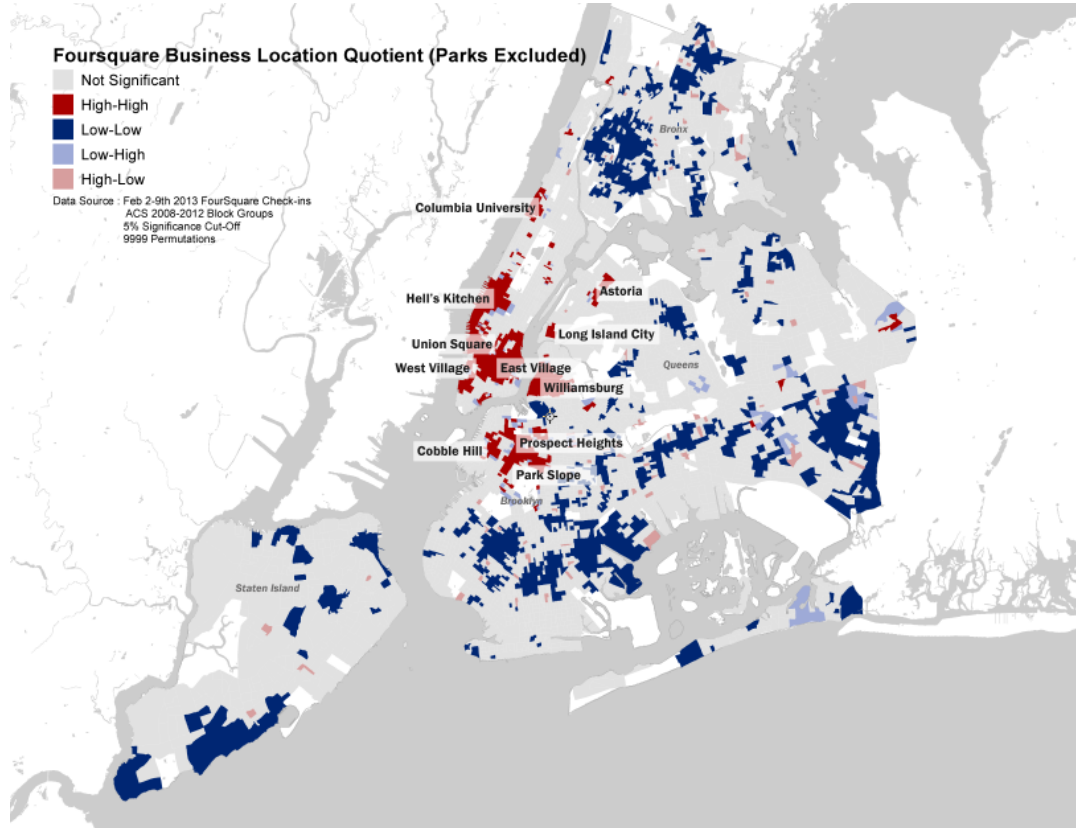 Foursquare Business Location Quotient (Parks Excluded)
Not Significant
High-High
Low-Low
Low-High
High-Low
Data Source : Feb 2-9th 2013 FourSquare Check-ins
ACS 2008-2012 Block Groups
5% Significance Cut-Off
9999 Permutations
Bronx
Columbia University
Astoria
Hell's Kitchen
Long Island City
Union Square
West Village
East Village
Queens
Williamsburg
Prospect Heights
Cobble Hill
Park Slope
Brooklyn
Staten Island